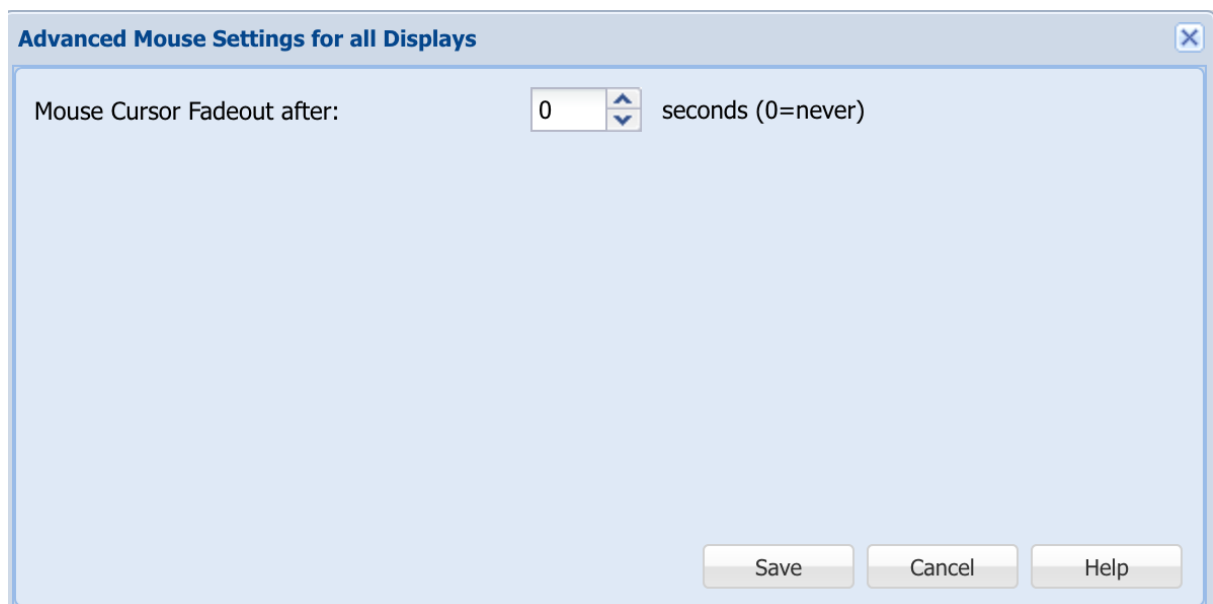 Advanced Mouse Settings for all Displays
Mouse Cursor Fadeout after: 0 seconds (0=never)
Save Cancel Help